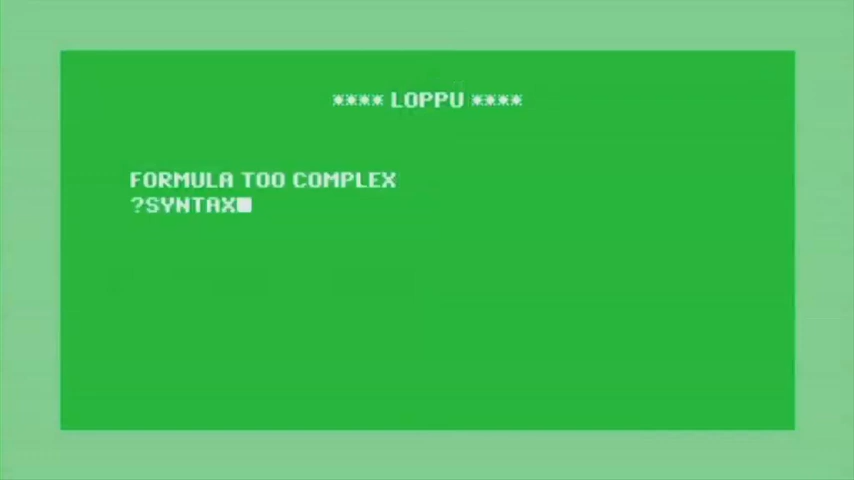 **** LOPPU ****
FORMULA TOO COMPLEX
?SYNTAX